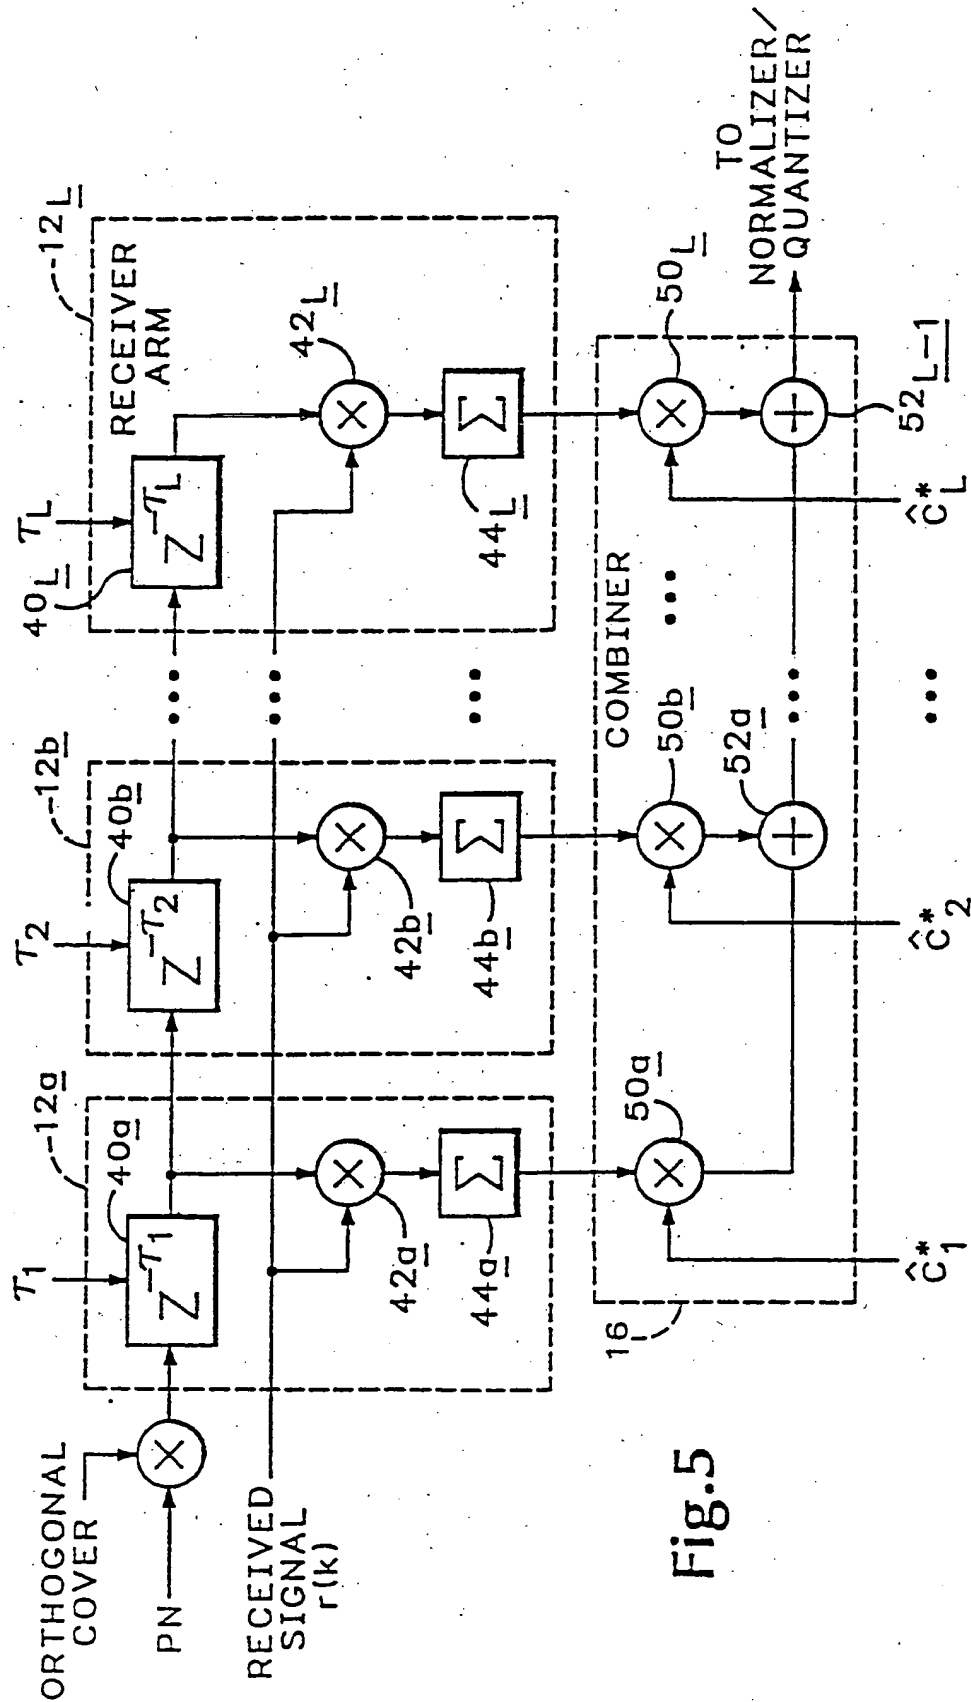 ORTHOGONAL
COVER
PN
RECEIVED
SIGNAL
r(k)
τ1
40a
12a
Z^-τ1
42a
Σ
44a
τ2
40b
12b
Z^-τ2
42b
Σ
44b
τL
40L
12L
RECEIVER
ARM
Z^-τL
42L
Σ
44L
16
COMBINER
50a
50b
52a
50L
52L-1
ĉ*1
ĉ*2
ĉ*L
TO
NORMALIZER/
QUANTIZER
Fig.5